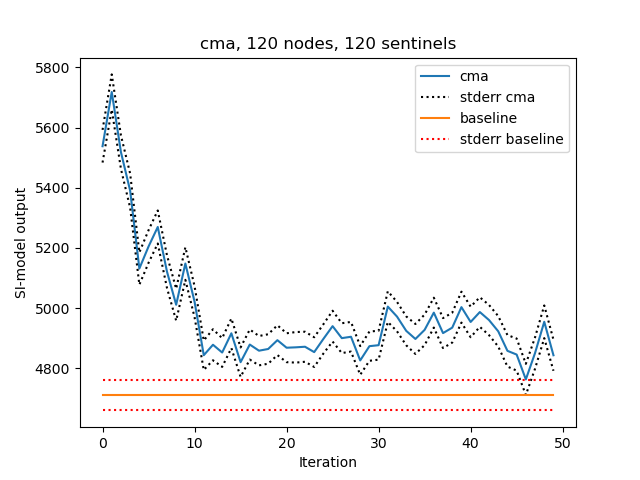 cma, 120 nodes, 120 sentinels
5800
5600
5400
5200
5000
4800
SI-model output
cma
stderr cma
baseline
stderr baseline
0
10
20
30
40
50
Iteration